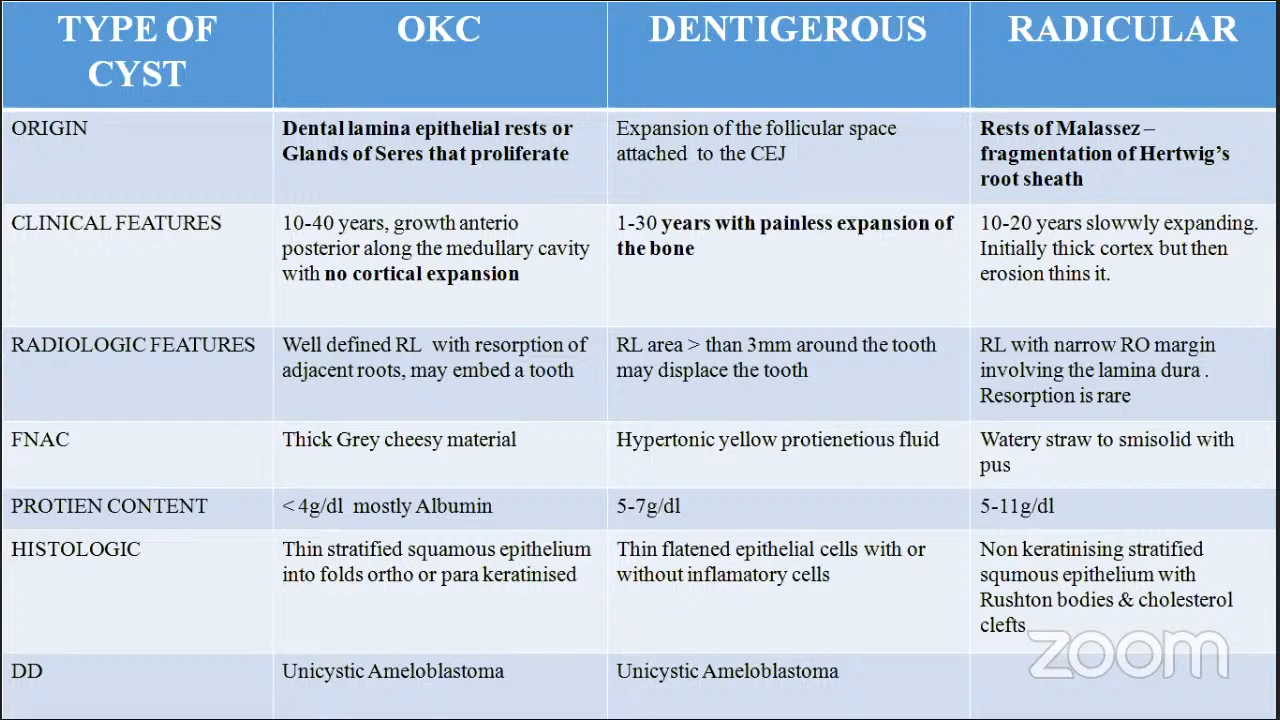 TYPE OF CYST OKC DENTIGEROUS RADICULAR
ORIGIN
Dental lamina epithelial rests or
Glands of Seres that proliferate
Expansion of the follicular space
attached to the CEJ
Rests of Malassez –
fragmentation of Hertwig's
root sheath
CLINICAL FEATURES
10-40 years, growth anterio
posterior along the medullary cavity
with no cortical expansion
1-30 years with painless expansion of
the bone
10-20 years slowwly expanding.
Initially thick cortex but then
erosion thins it.
RADIOLOGIC FEATURES
Well defined RL with resorption of
adjacent roots, may embed a tooth
RL area > than 3mm around the tooth
may displace the tooth
RL with narrow RO margin
involving the lamina dura .
Resorption is rare
FNAC
Thick Grey cheesy material
Hypertonic yellow protienetious fluid
Watery straw to smisolid with
pus
PROTIEN CONTENT
< 4g/dl mostly Albumin
5-7g/dl
5-11g/dl
HISTOLOGIC
Thin stratified squamous epithelium
into folds ortho or para keratinised
Thin flatened epithelial cells with or
without inflamatory cells
Non keratinising stratified
squmous epithelium with
Rushton bodies & cholesterol
clefts
DD
Unicystic Ameloblastoma
Unicystic Ameloblastoma
zoom